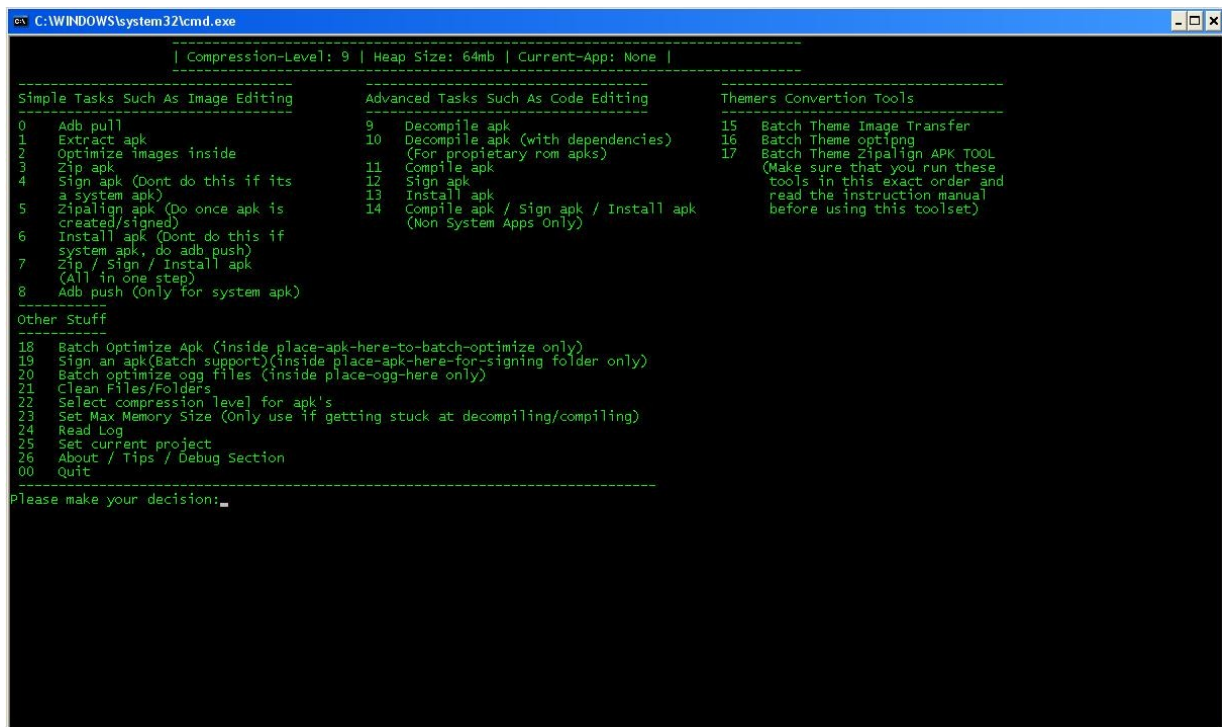 C:\WINDOWS\system32\cmd.exe
| Compression-Level: 9 | Heap Size: 64mb | Current-App: None |
Simple Tasks Such As Image Editing
0 Adb pull
1 Extract apk
2 Optimize images inside
3 Zip apk
4 Sign apk (Dont do this if its
a system apk)
5 Zipalign apk (Do once apk is
created/signed)
6 Install apk (Dont do this if
system apk, do adb push)
7 Zip / Sign / Install apk
(All in one step)
8 Adb push (Only for system apk)
Advanced Tasks Such As Code Editing
9 Decompile apk
10 Decompile apk (with dependencies)
(For propietary rom apks)
11 Compile apk
12 Sign apk
13 Install apk
14 Compile apk / Sign apk / Install apk
(Non System Apps Only)
Themers Convertion Tools
15 Batch Theme Image Transfer
16 Batch Theme optipng
17 Batch Theme Zipalign APK TOOL
(Make sure that you run these
tools in this exact order and
read the instruction manual
before using this toolset)
Other Stuff
18 Batch Optimize Apk (inside place-apk-here-to-batch-optimize only)
19 Sign an apk(Batch support)(inside place-apk-here-for-signing folder only)
20 Batch optimize ogg files (inside place-ogg-here only)
21 Clean Files/Folders
22 Select compression level for apk's
23 Set Max Memory Size (Only use if getting stuck at decompiling/compiling)
24 Read Log
25 Set current project
26 About / Tips / Debug Section
00 Quit
Please make your decision:_